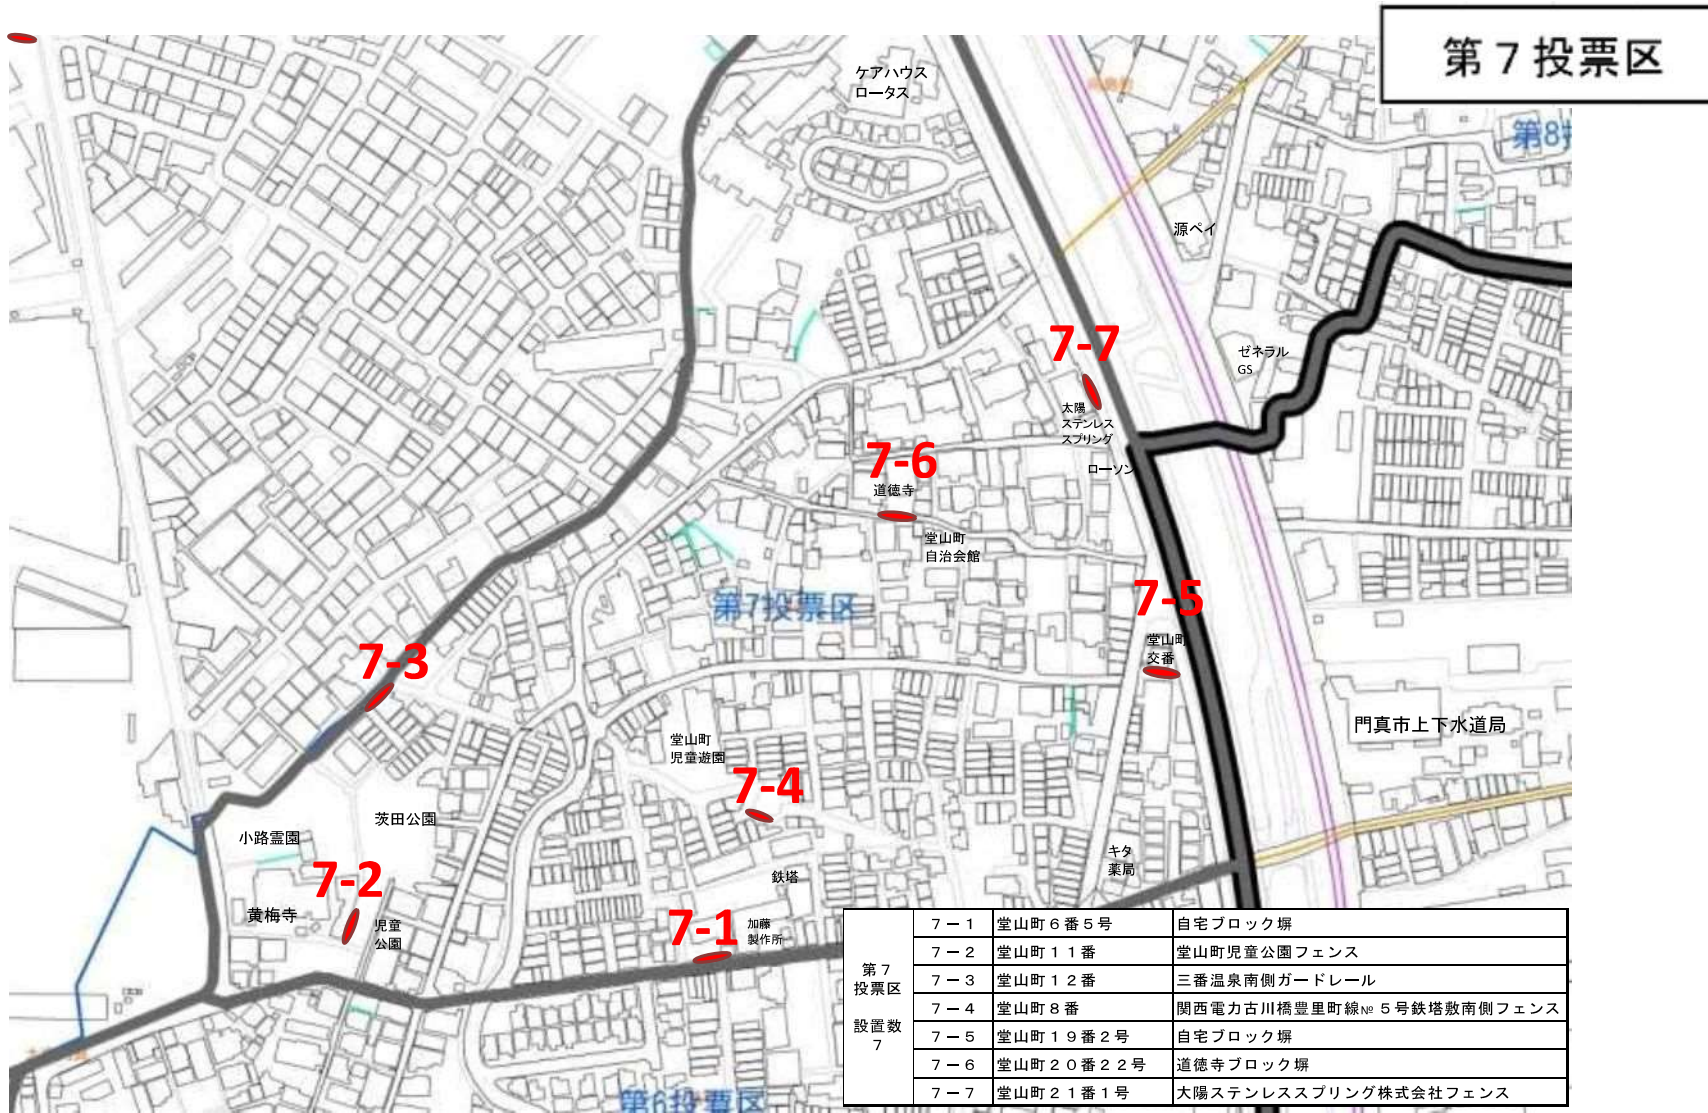 第７投票区
ケアハウス
ロータス
第8投
源ペイ
7-7
ゼネラル
GS
太陽
ステンレス
スプリング
7-6
ローソン
道徳寺
堂山町
自治会館
第7投票区
7-5
堂山町
交番
7-3
門真市上下水道局
堂山町
児童遊園
7-4
茨田公園
小路霊園
キタ
薬局
7-2
鉄塔
黄梅寺
児童
公園
7-1
加藤
製作所
第７
投票区
設置数
７
７－１ 堂山町６番５号 自宅ブロック塀
７－２ 堂山町１１番 堂山町児童公園フェンス
７－３ 堂山町１２番 三番温泉南側ガードレール
７－４ 堂山町８番 関西電力古川橋豊里町線№５号鉄塔敷南側フェンス
７－５ 堂山町１９番２号 自宅ブロック塀
７－６ 堂山町２０番２２号 道徳寺ブロック塀
７－７ 堂山町２１番１号 大陽ステンレススプリング株式会社フェンス
第6投票区